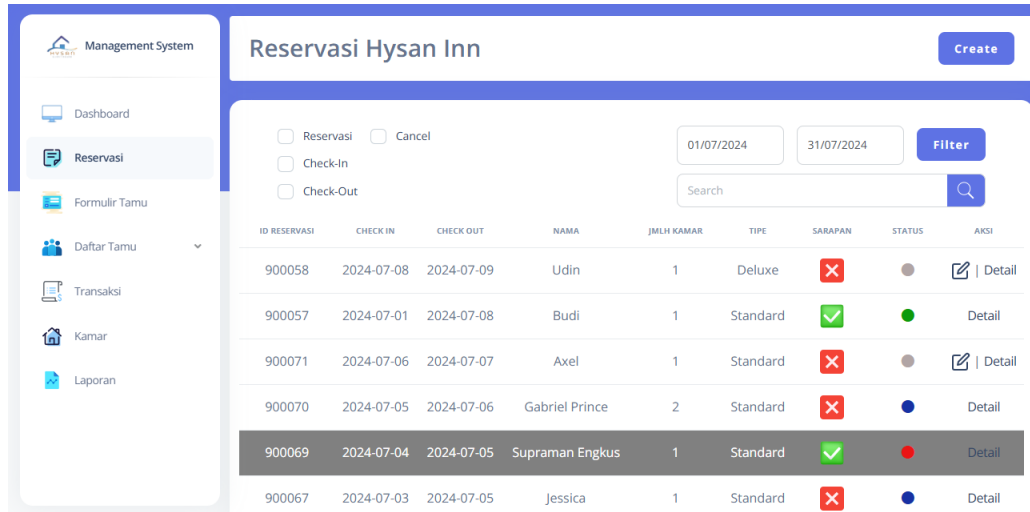 HYSAN
Management System
Dashboard
Reservasi
Formulir Tamu
Daftar Tamu
Transaksi
Kamar
Laporan
Reservasi Hysan Inn
Create
Reservasi Cancel
Check-In
Check-Out
01/07/2024 31/07/2024 Filter
Search
ID RESERVASI CHECK IN CHECK OUT NAMA JMLH KAMAR TIPE SARAPAN STATUS AKSI
900058 2024-07-08 2024-07-09 Udin 1 Deluxe | Detail
900057 2024-07-01 2024-07-08 Budi 1 Standard Detail
900071 2024-07-06 2024-07-07 Axel 1 Standard | Detail
900070 2024-07-05 2024-07-06 Gabriel Prince 2 Standard Detail
900069 2024-07-04 2024-07-05 Supraman Engkus 1 Standard Detail
900067 2024-07-03 2024-07-05 Jessica 1 Standard Detail